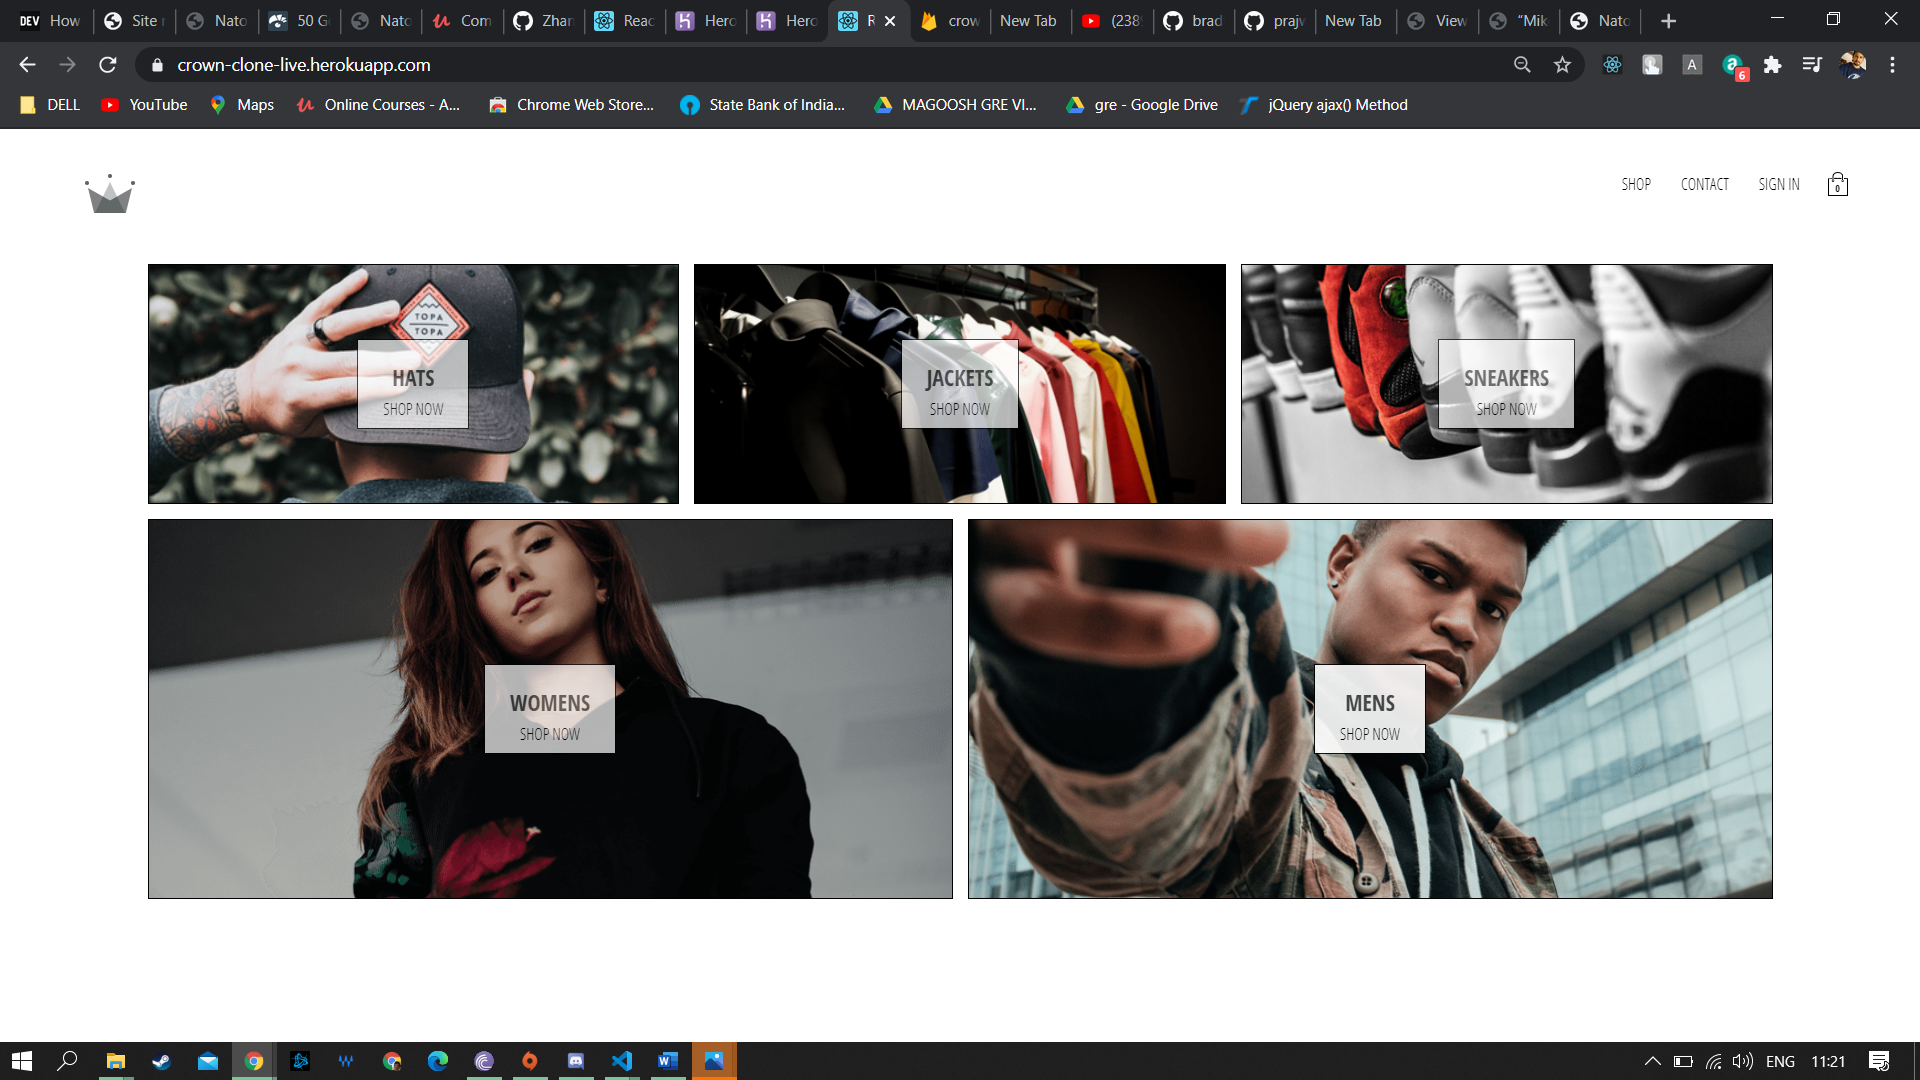 DEV How
Site r
Nato
50 G
Nato
Com
Zhan
Reac
Hero
Hero
R
crow
New Tab
(238
brad
prajw
New Tab
View
“Mik
Nato
crown-clone-live.herokuapp.com
A
6
DELL
YouTube
Maps
Online Courses - A...
Chrome Web Store...
State Bank of India...
MAGOOSH GRE VI...
gre - Google Drive
jQuery ajax() Method
SHOP
CONTACT
SIGN IN
0
TOPA
TOPA
HATS
SHOP NOW
JACKETS
SHOP NOW
SNEAKERS
SHOP NOW
WOMENS
SHOP NOW
MENS
SHOP NOW
ENG
11:21